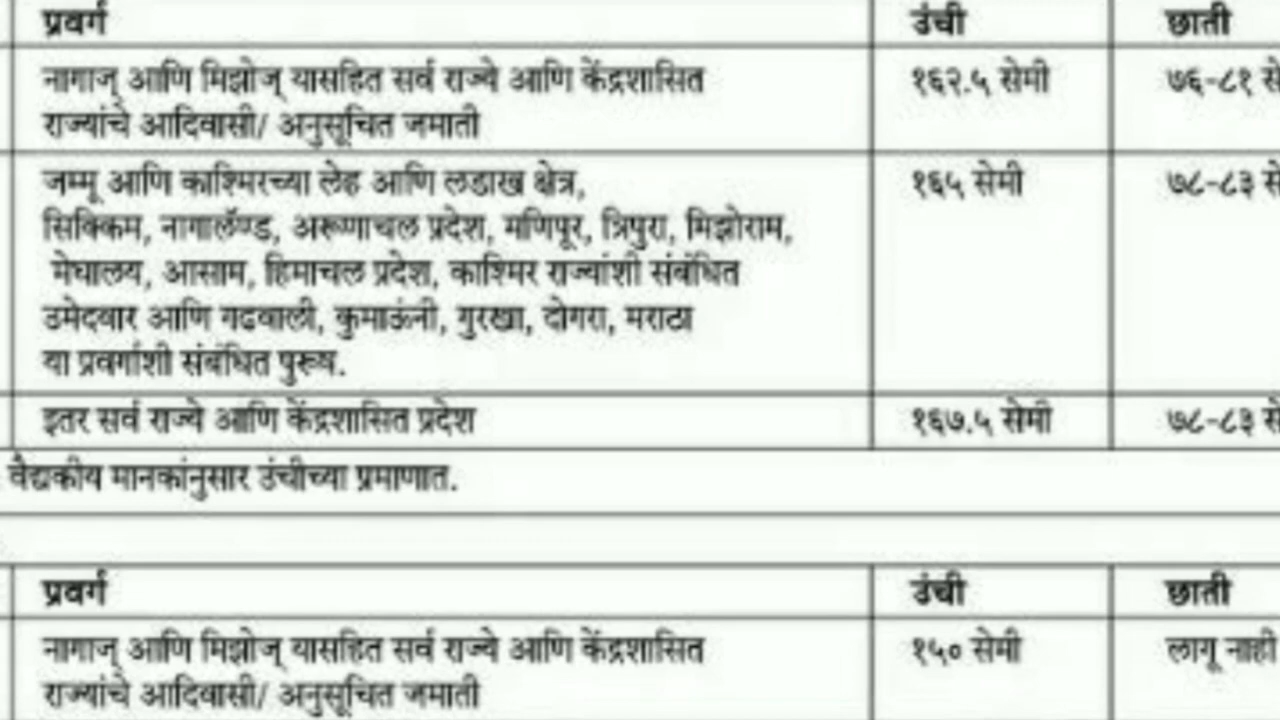 प्रवर्ग उंची छाती
नागाज् आणि मिझोज् यासहित सर्व राज्ये आणि केंद्रशासित १६२.५ सेमी ७६-८१ से
राज्यांचे आदिवासी/ अनुसूचित जमाती
जम्मू आणि काश्मिरच्या लेह आणि लडाख क्षेत्र, १६५ सेमी ७८-८३ से
सिक्किम, नागालॅण्ड, अरूणाचल प्रदेश, मणिपूर, त्रिपुरा, मिझोराम,
मेघालय, आसाम, हिमाचल प्रदेश, काश्मिर राज्यांशी संबंधित
उमेदवार आणि गढवाली, कुमाऊंनी, गुरखा, दोगरा, मराठा
या प्रवर्गाशी संबंधित पुरूष.
इतर सर्व राज्ये आणि केंद्रशासित प्रदेश १६७.५ सेमी ७८-८३ से
वैद्यकीय मानकांनुसार उंचीच्या प्रमाणात.
प्रवर्ग उंची छाती
नागाज् आणि मिझोज् यासहित सर्व राज्ये आणि केंद्रशासित १५० सेमी लागू नाही
राज्यांचे आदिवासी/ अनुसूचित जमाती